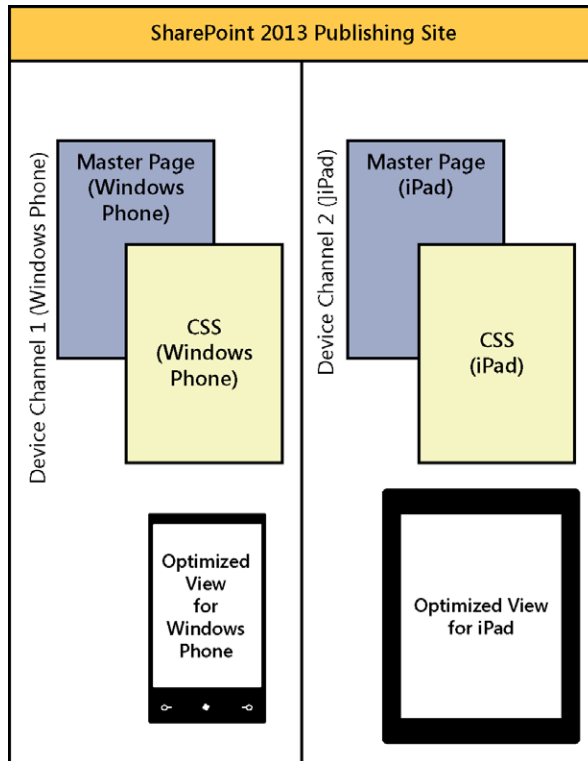 SharePoint 2013 Publishing Site
Device Channel 1 (Windows Phone)
Master Page
(Windows
Phone)
CSS
(Windows
Phone)
Optimized
View
for
Windows
Phone
Device Channel 2 (JiPad)
Master Page
(iPad)
CSS
(iPad)
Optimized View
for iPad